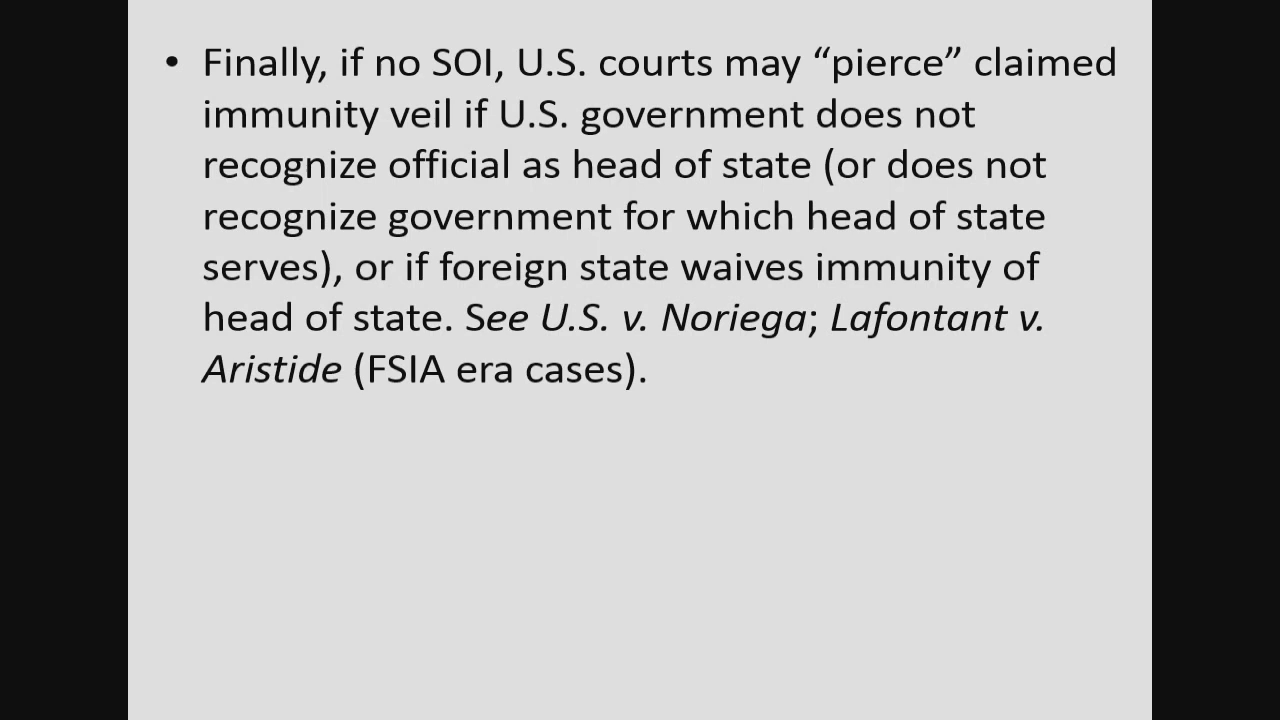 • Finally, if no SOI, U.S. courts may “pierce” claimed
immunity veil if U.S. government does not
recognize official as head of state (or does not
recognize government for which head of state
serves), or if foreign state waives immunity of
head of state. See U.S. v. Noriega; Lafontant v.
Aristide (FSIA era cases).